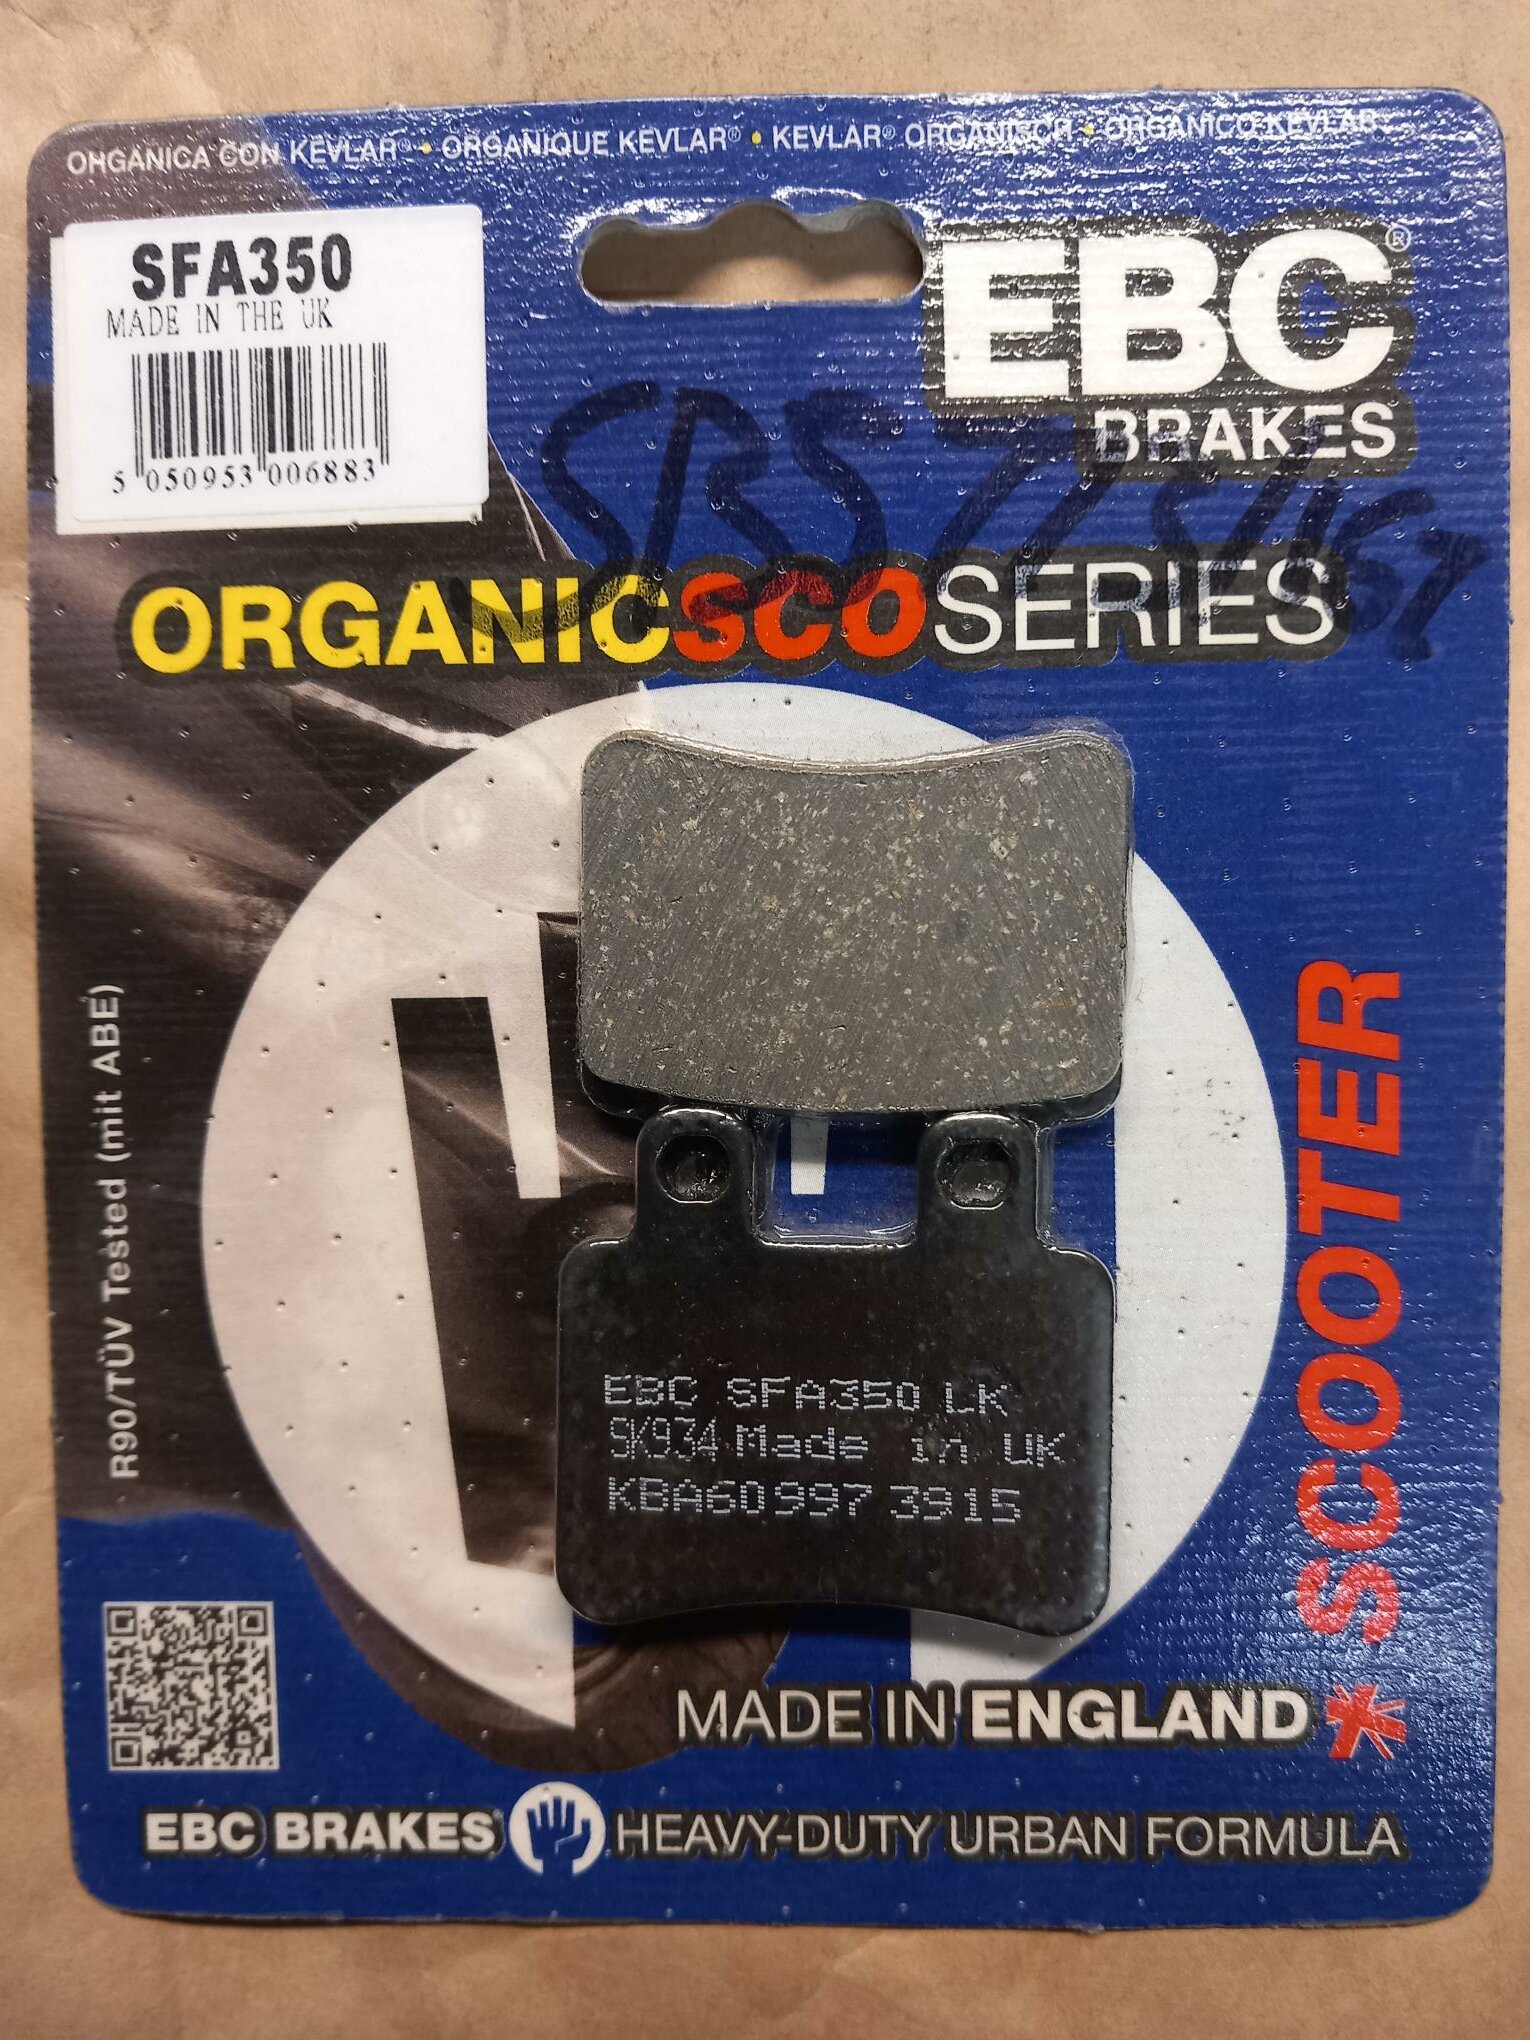 ORGANICA CON KEVLAR® • ORGANIQUE KEVLAR® • KEVLAR® ORGANISCH • ORGANICO KEVLAR
SFA350
MADE IN THE UK
5 050953 006883
EBC®
BRAKES
ORGANICSCOSERIES
R90/TÜV Tested (mit ABE)
SCOOTER
EBC SFA350 LK
SK934 Made in UK
KBA60997 3915
MADE IN ENGLAND
EBC BRAKES HEAVY-DUTY URBAN FORMULA